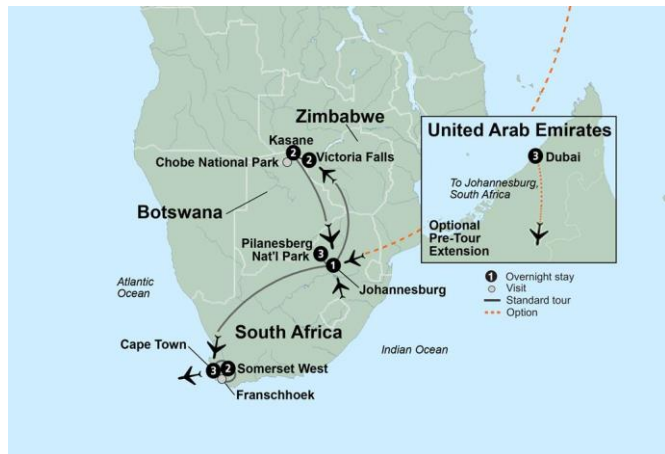 Zimbabwe
Kasane
2
2
Victoria Falls
Chobe National Park
Botswana
Pilanesberg
Nat'l Park
3
1
Johannesburg
Atlantic
Ocean
South Africa
Cape Town
3
2
Somerset West
Franschhoek
Indian Ocean
United Arab Emirates
3
Dubai
To Johannesburg,
South Africa
Optional
Pre-Tour
Extension
1 Overnight stay
Visit
Standard tour
Option